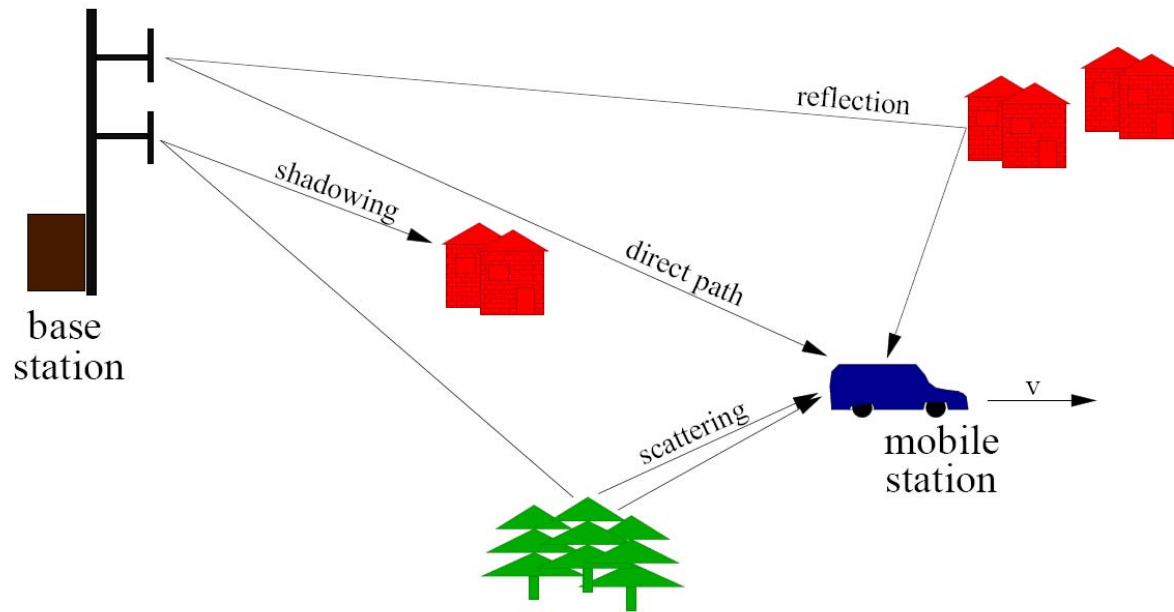 reflection
shadowing
direct path
base
station
scattering
v
mobile
station